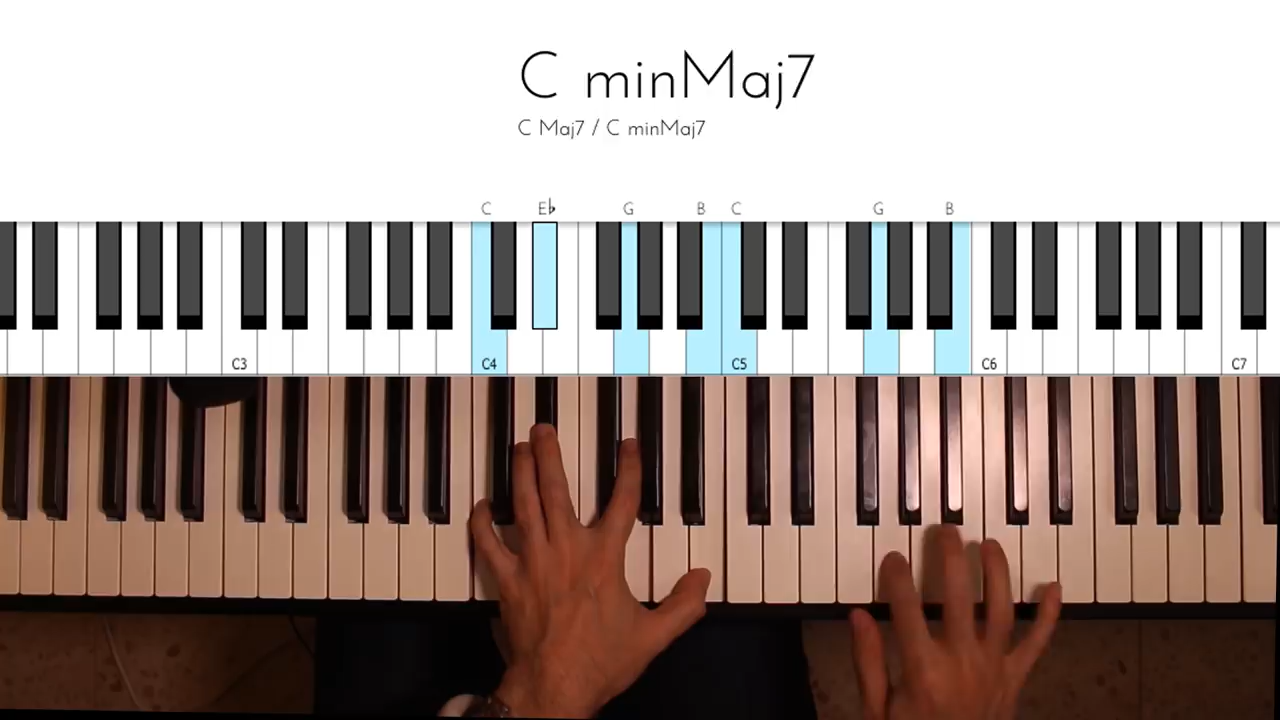 C minMaj7
C Maj7 / C minMaj7
C E♭ G B C G B
C3 C4 C5 C6 C7